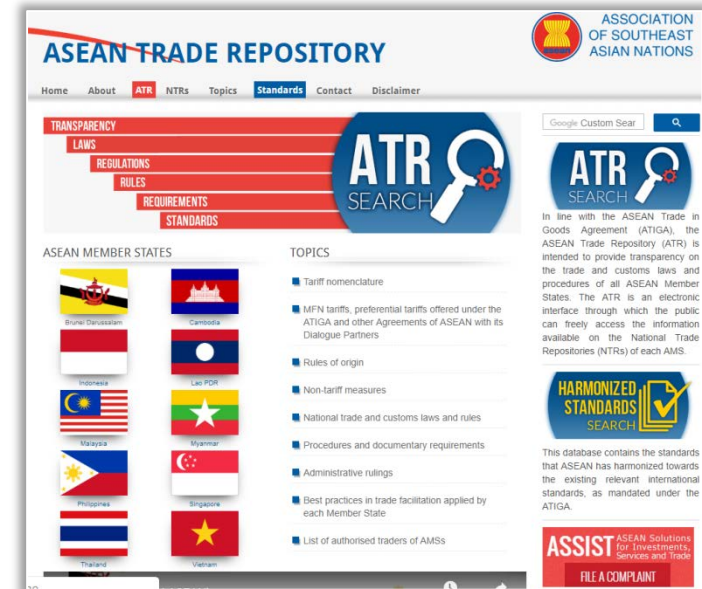 ASEAN TRADE REPOSITORY
ASSOCIATION
OF SOUTHEAST
ASIAN NATIONS
Home About ATR NTRs Topics Standards Contact Disclaimer
TRANSPARENCY
LAWS
REGULATIONS
RULES
REQUIREMENTS
STANDARDS
ATR
SEARCH
ASEAN MEMBER STATES
Brunei Darussalam
Cambodia
Indonesia
Lao PDR
Malaysia
Myanmar
Philippines
Singapore
Thailand
Vietnam
TOPICS
Tariff nomenclature
MFN tariffs, preferential tariffs offered under the
ATIGA and other Agreements of ASEAN with its
Dialogue Partners
Rules of origin
Non-tariff measures
National trade and customs laws and rules
Procedures and documentary requirements
Administrative rulings
Best practices in trade facilitation applied by
each Member State
List of authorised traders of AMSs
Google Custom Sear
ATR
SEARCH
In line with the ASEAN Trade in
Goods Agreement (ATIGA), the
ASEAN Trade Repository (ATR) is
intended to provide transparency on
the trade and customs laws and
procedures of all ASEAN Member
States. The ATR is an electronic
interface through which the public
can freely access the information
available on the National Trade
Repositories (NTRs) of each AMS.
HARMONIZED
STANDARDS
SEARCH
This database contains the standards
that ASEAN has harmonized towards
the existing relevant international
standards, as mandated under the
ATIGA.
ASSIST ASEAN Solutions
for Investments,
Services and Trade
FILE A COMPLAINT